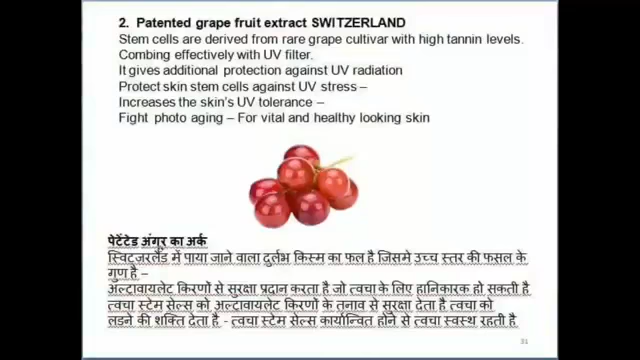 2. Patented grape fruit extract SWITZERLAND
Stem cells are derived from rare grape cultivar with high tannin levels.
Combing effectively with UV filter.
It gives additional protection against UV radiation
Protect skin stem cells against UV stress –
Increases the skin's UV tolerance –
Fight photo aging – For vital and healthy looking skin
पेटेंटेड अंगूर का अर्क
स्विटज़रलैंड में पाया जाने वाला दुर्लभ किस्म का फल है जिसमे उच्च स्तर की फसल के
गुण है –
अल्टावायलेट किरणों से सुरक्षा प्रदान करता है जो त्वचा के लिए हानिकारक हो सकती है
त्वचा स्टेम सेल्स को अल्टावायलेट किरणों के तनाव से सुरक्षा देता है त्वचा को
लडने की शक्ति देता है - त्वचा स्टेम सेल्स कार्यान्वित होने से त्वचा स्वस्थ रहती है
31